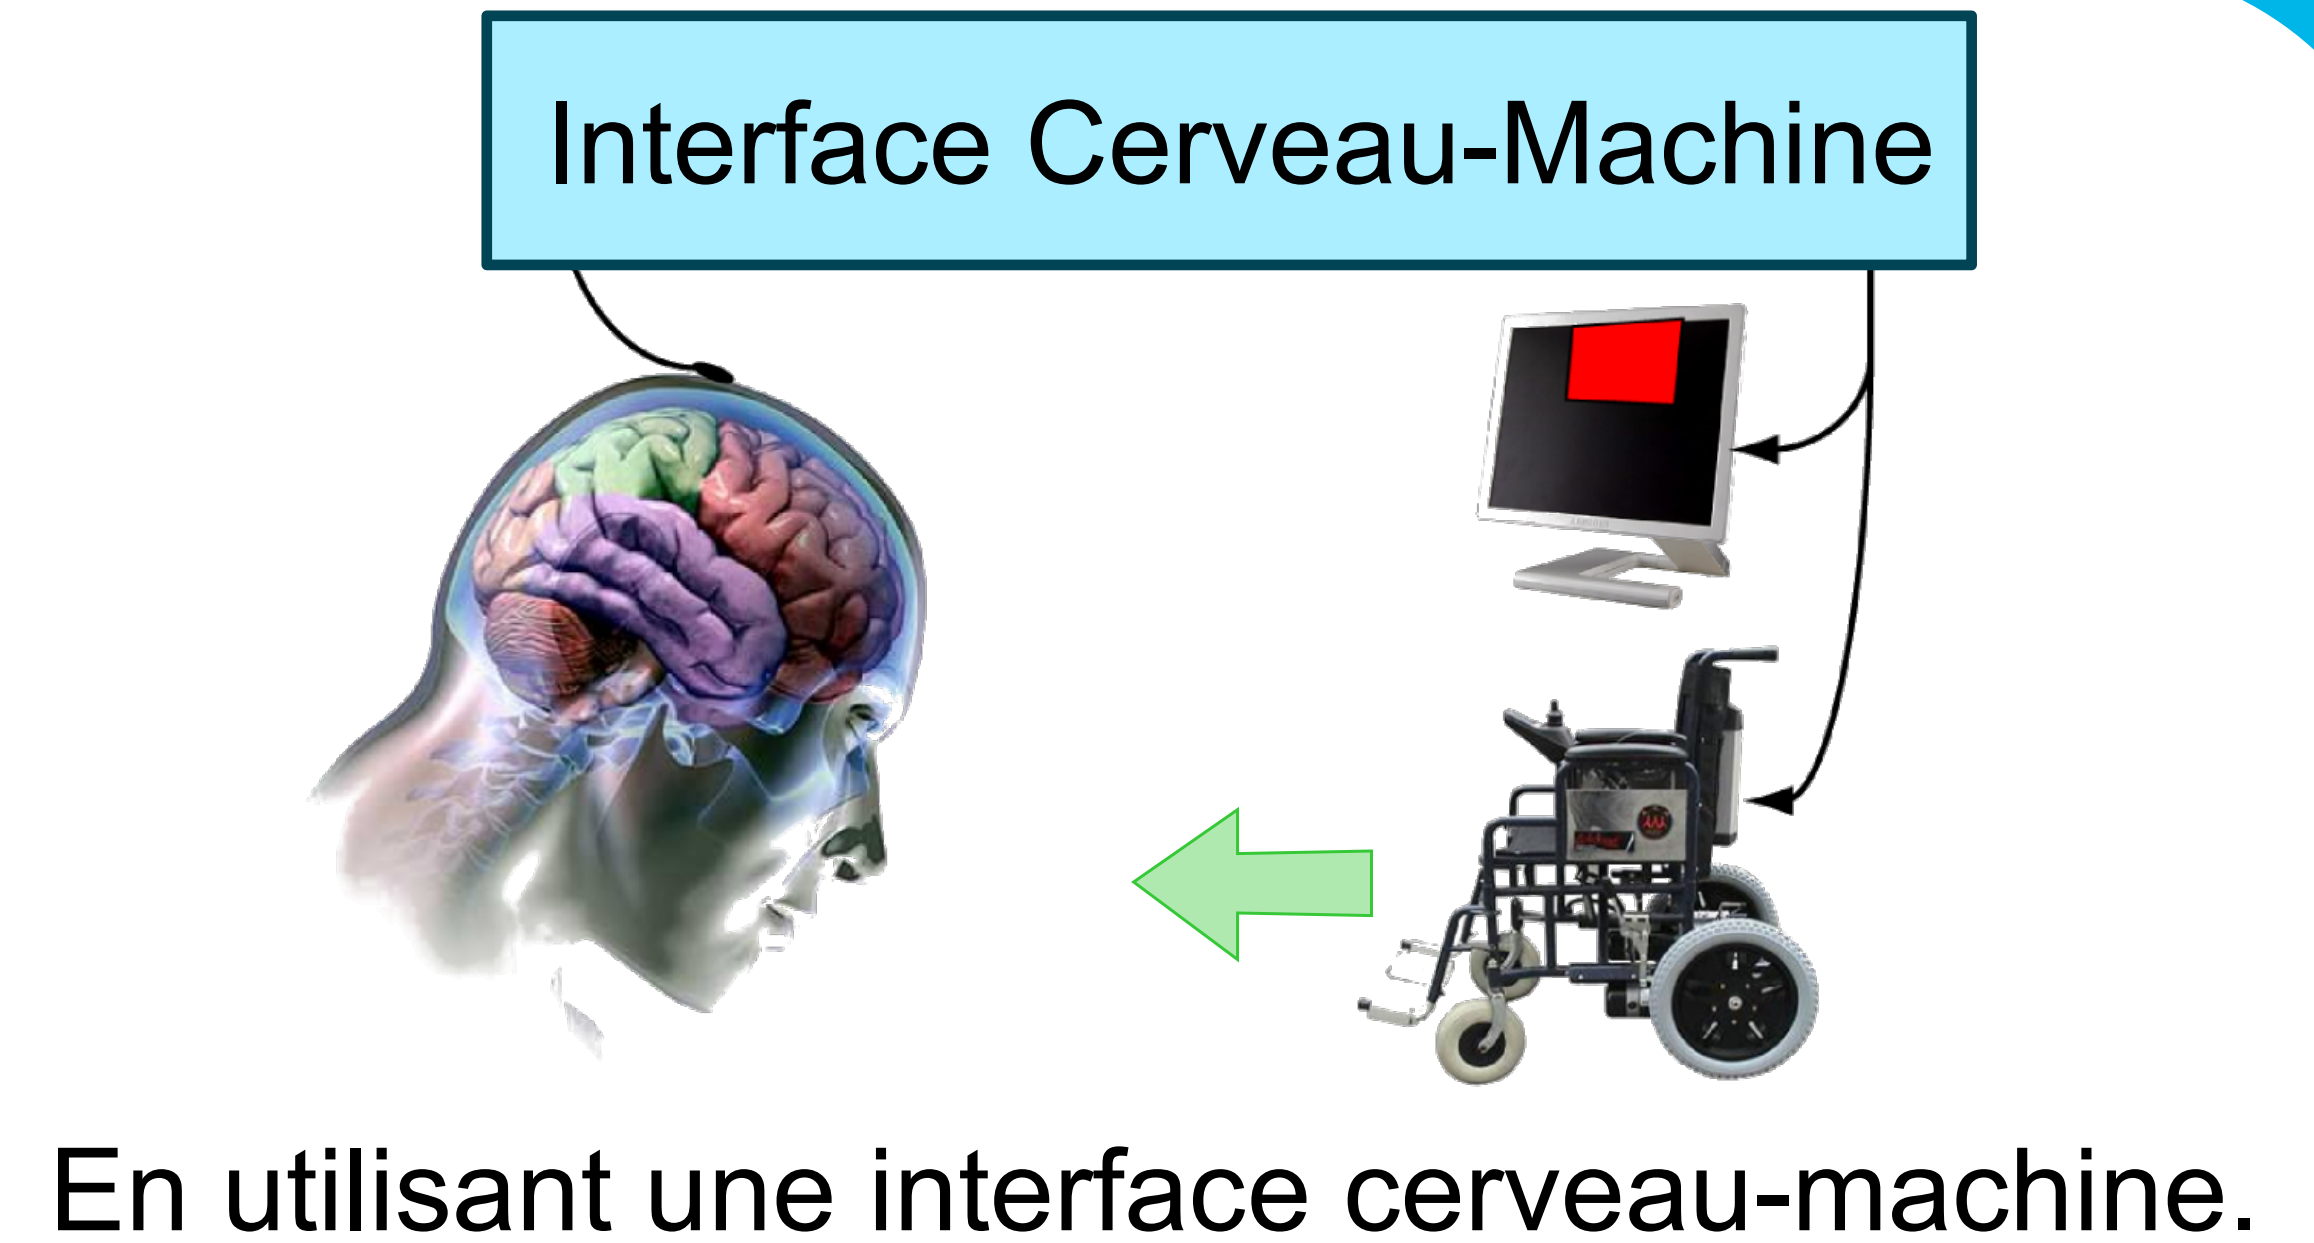 Interface Cerveau-Machine
En utilisant une interface cerveau-machine.